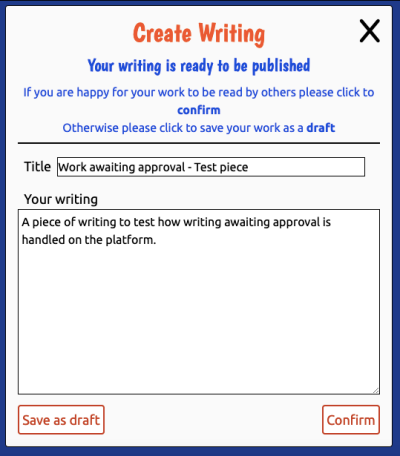 Create Writing
Your writing is ready to be published
If you are happy for your work to be read by others please click to
confirm
Otherwise please click to save your work as a draft
Title Work awaiting approval - Test piece
Your writing
A piece of writing to test how writing awaiting approval is
handled on the platform.
Save as draft Confirm